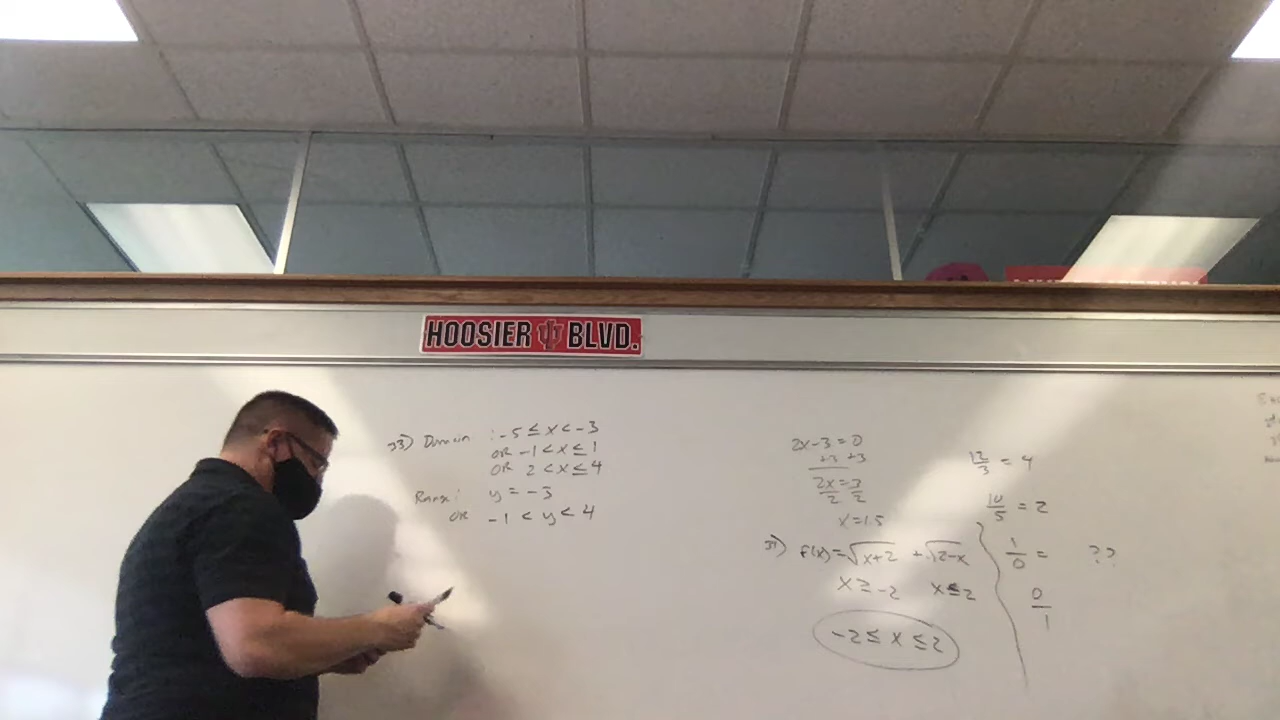 HOOSIER BLVD.
33) Domain : -5 ≤ x < -3
OR -1 < x ≤ 1
OR 2 < x ≤ 4
Range: y = -3
OR -1 < y < 4
2x-3=0
+3 +3
2x = 3
2 2
x=1.5
12/3 = 4
10/5 = 2
1/0 = ??
0/1
37) f(x)=√x+2 + √2-x
x ≥ -2 x ≤ 2
-2 ≤ x ≤ 2